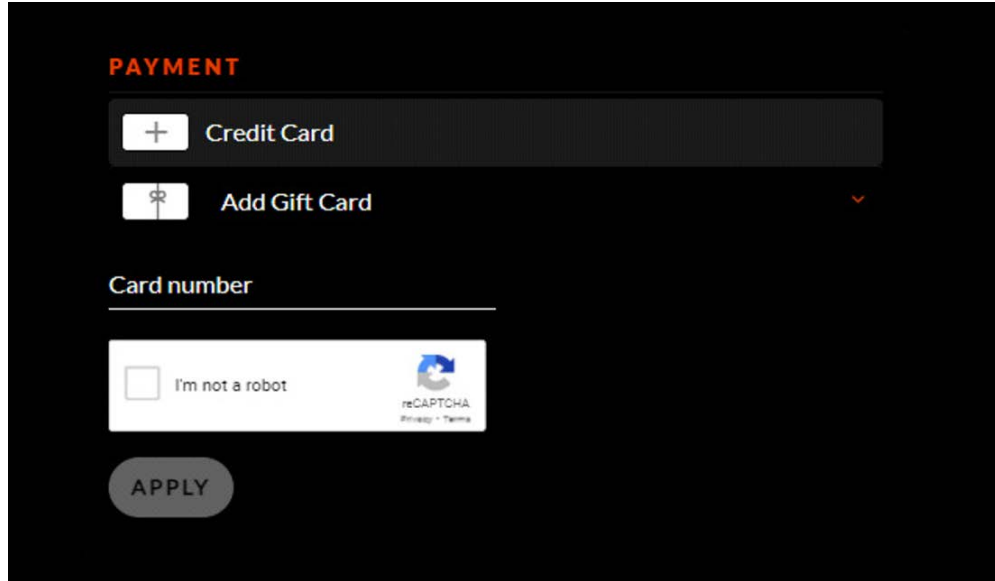 PAYMENT
Credit Card
Add Gift Card
Card number
I'm not a robot
reCAPTCHA
Privacy - Terms
APPLY